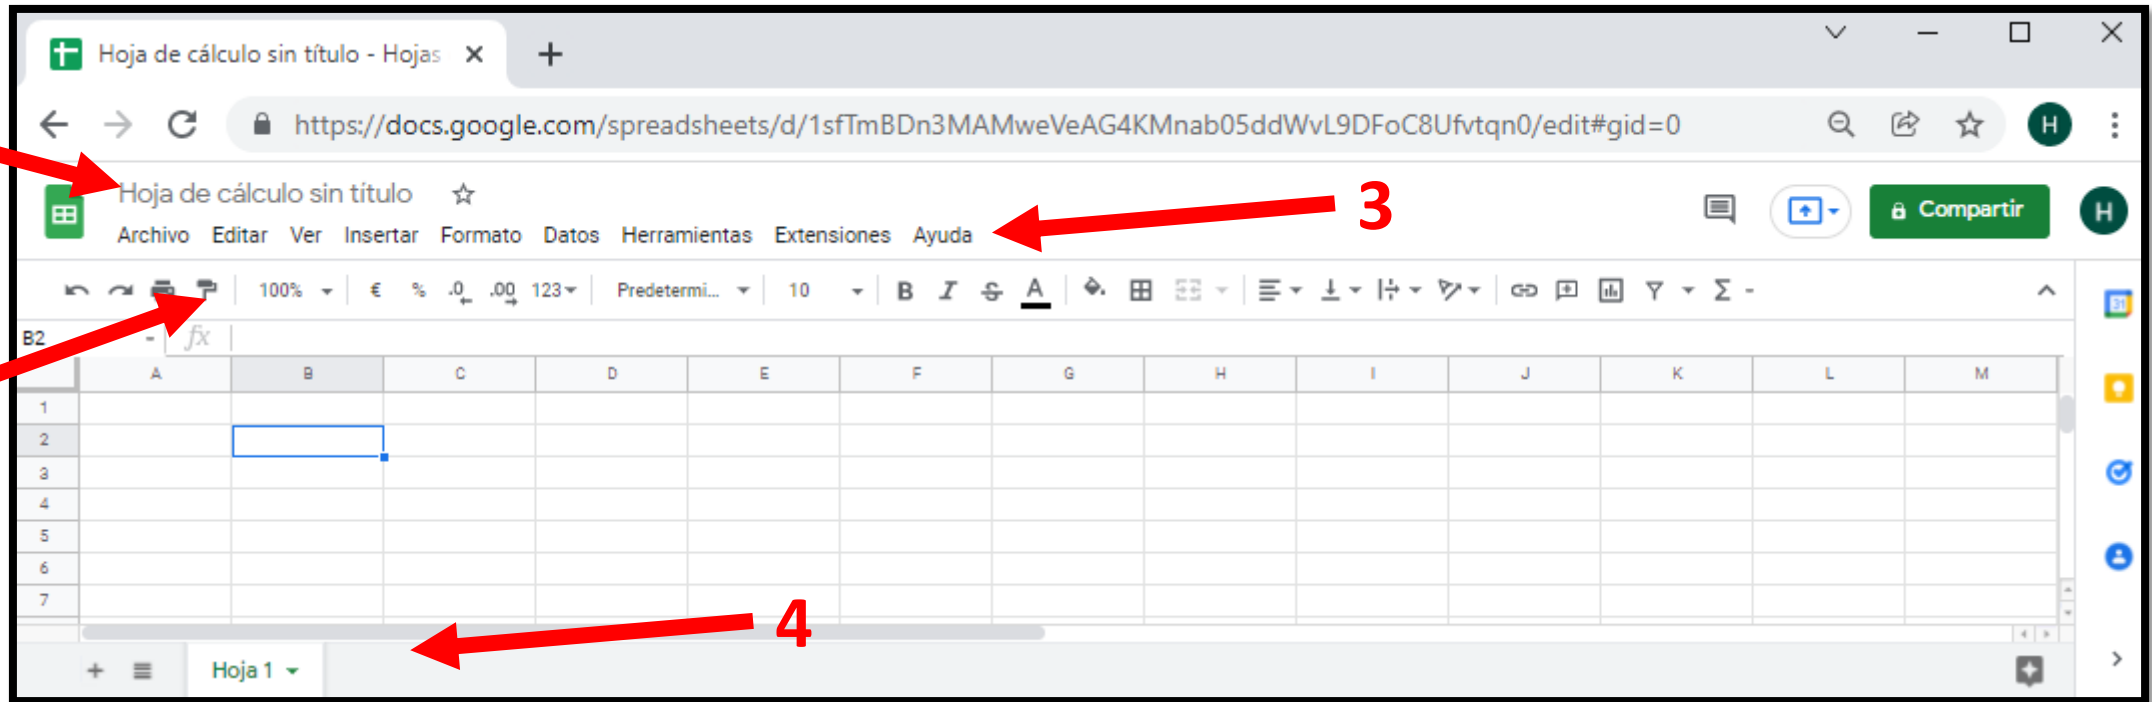 Hoja de cálculo sin título - Hojas
https://docs.google.com/spreadsheets/d/1sfTmBDn3MAMweVeAG4KMnab05ddWvL9DFoC8Ufvtqn0/edit#gid=0
H
Hoja de cálculo sin título
3
Compartir
H
Archivo Editar Ver Insertar Formato Datos Herramientas Extensiones Ayuda
100% € % .0 .00 123 Predetermi... 10 B I S A Σ
31
B2 fx
A B C D E F G H I J K L M
1
2
3
4
5
6
7
4
Hoja 1